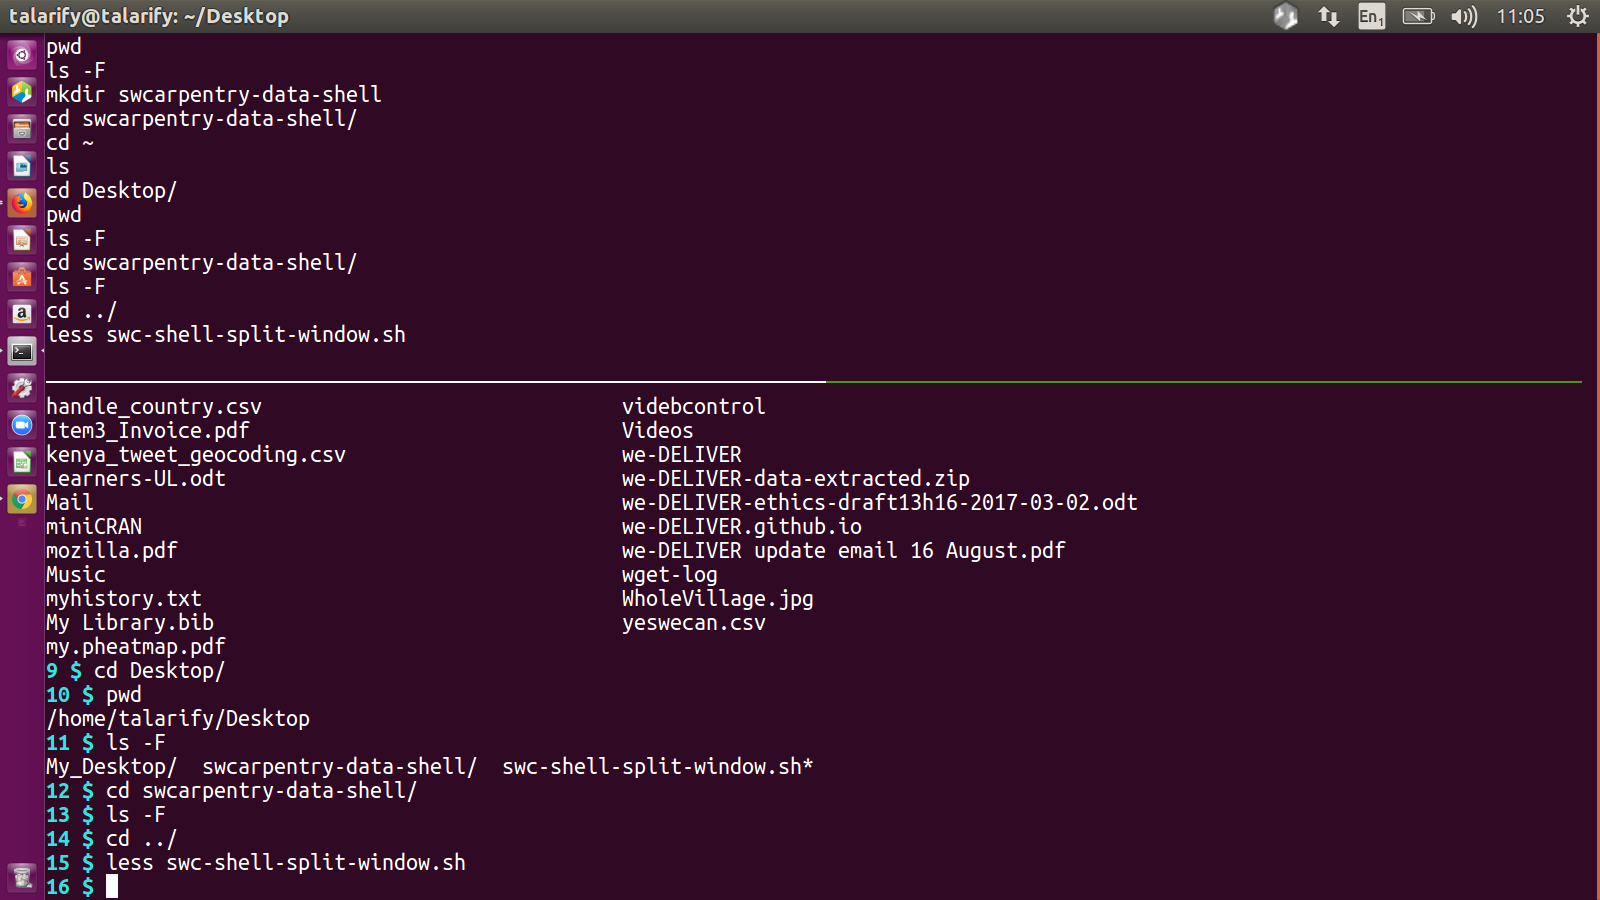 talarify@talarify: ~/Desktop
En1
11:05
pwd
ls -F
mkdir swcarpentry-data-shell
cd swcarpentry-data-shell/
cd ~
ls
cd Desktop/
pwd
ls -F
cd swcarpentry-data-shell/
ls -F
cd ../
less swc-shell-split-window.sh
handle_country.csv videbcontrol
Item3_Invoice.pdf Videos
kenya_tweet_geocoding.csv we-DELIVER
Learners-UL.odt we-DELIVER-data-extracted.zip
Mail we-DELIVER-ethics-draft13h16-2017-03-02.odt
miniCRAN we-DELIVER.github.io
mozilla.pdf we-DELIVER update email 16 August.pdf
Music wget-log
myhistory.txt WholeVillage.jpg
My Library.bib yeswecan.csv
my.pheatmap.pdf
9 $ cd Desktop/
10 $ pwd
/home/talarify/Desktop
11 $ ls -F
My_Desktop/ swcarpentry-data-shell/ swc-shell-split-window.sh*
12 $ cd swcarpentry-data-shell/
13 $ ls -F
14 $ cd ../
15 $ less swc-shell-split-window.sh
16 $